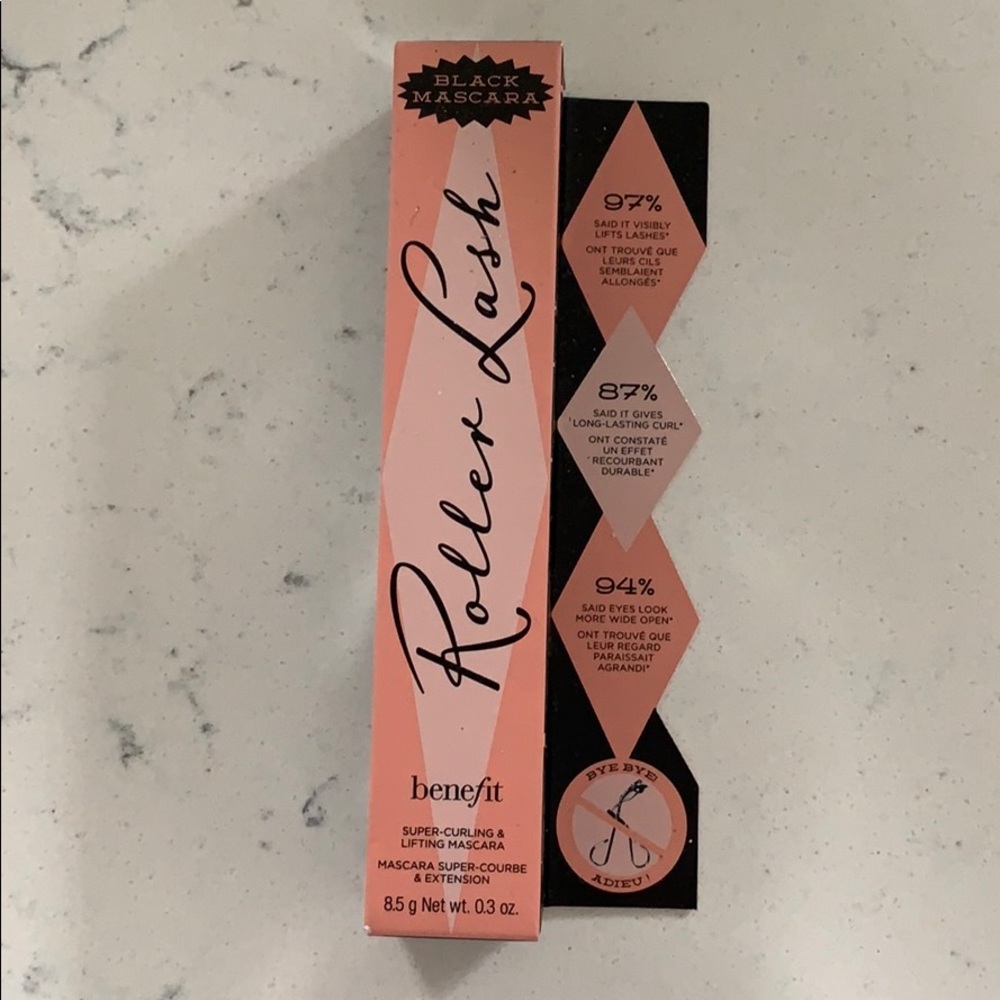 BLACK
MASCARA
Roller Lash
benefit
SUPER-CURLING &
LIFTING MASCARA
MASCARA SUPER-COURBE
& EXTENSION
8.5 g Net wt. 0.3 oz.
97%
SAID IT VISIBLY
LIFTS LASHES*
ONT TROUVÉ QUE
LEURS CILS
SEMBLAIENT
ALLONGÉS*
87%
SAID IT GIVES
LONG-LASTING CURL*
ONT CONSTATÉ
UN EFFET
RECOURBANT
DURABLE*
94%
SAID EYES LOOK
MORE WIDE OPEN*
ONT TROUVÉ QUE
LEUR REGARD
PARAISSAIT
AGRANDI*
BYE BYE!
ADIEU!